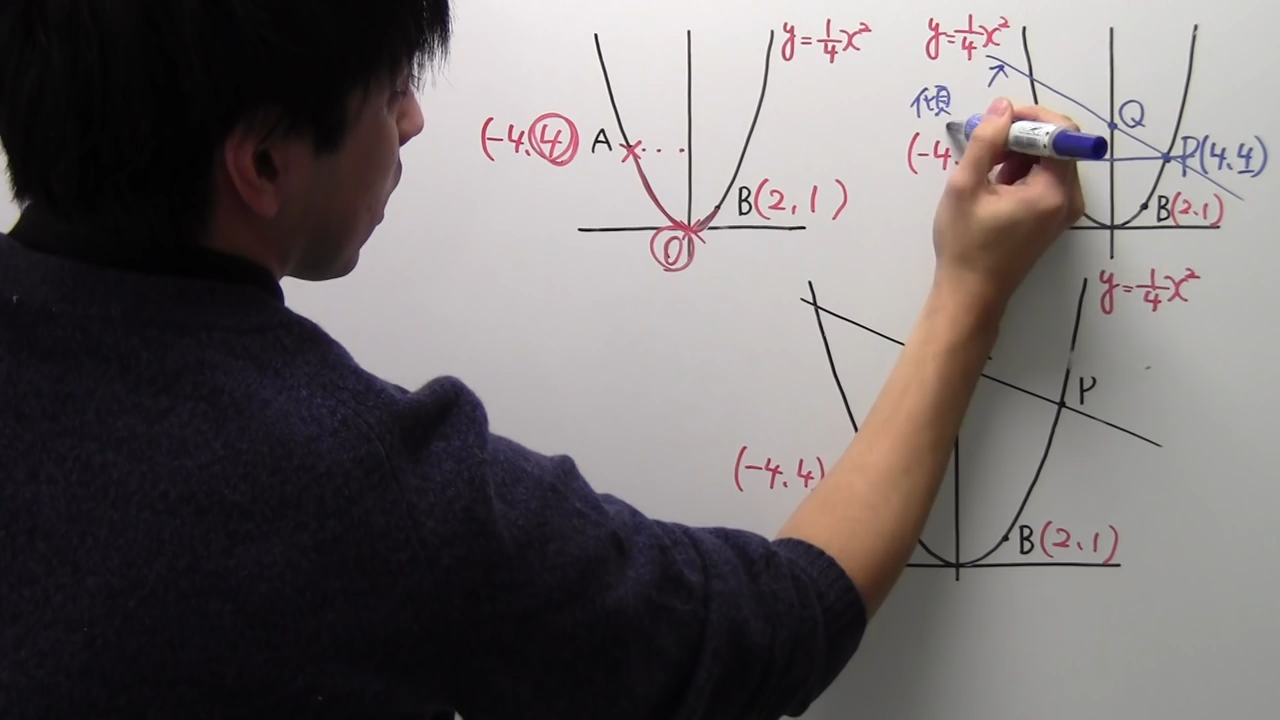 y=1/4x²
(-4.4) A
B(2,1)
O
y=1/4x²
傾
Q
(-4.
P(4.4)
B(2.1)
y=1/4x²
P
(-4.4)
B(2.1)